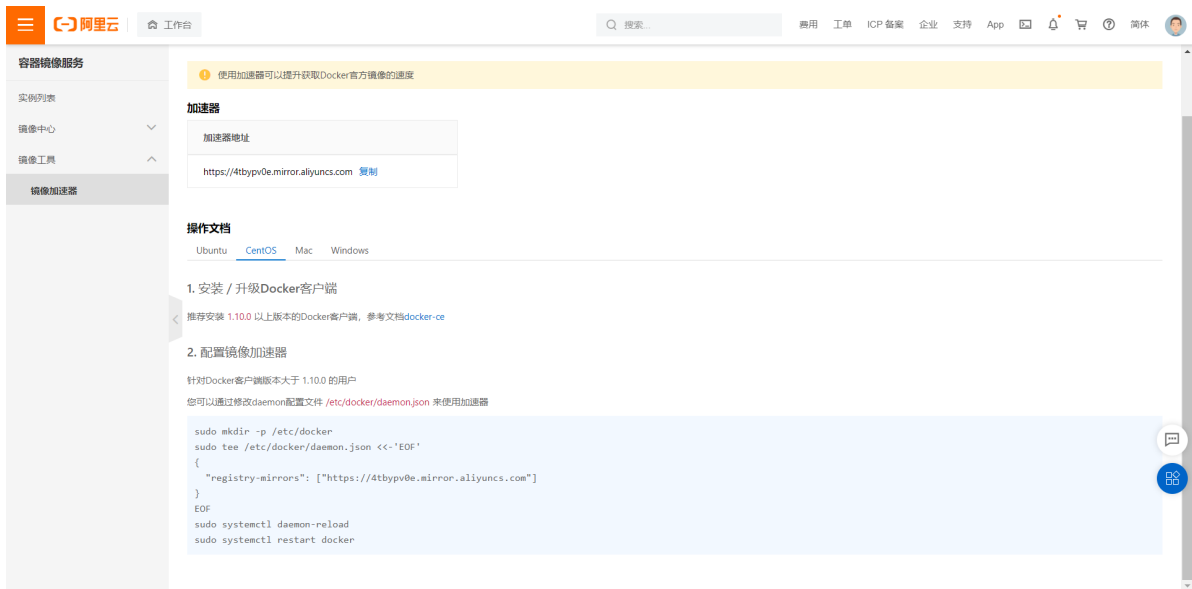 阿里云
工作台
搜索...
费用
工单
ICP 备案
企业
支持
App
简体
容器镜像服务
实例列表
镜像中心
镜像工具
镜像加速器
使用加速器可以提升获取Docker官方镜像的速度
加速器
加速器地址
https://4tbypv0e.mirror.aliyuncs.com 复制
操作文档
Ubuntu CentOS Mac Windows
1. 安装 / 升级Docker客户端
推荐安装 1.10.0 以上版本的Docker客户端，参考文档docker-ce
2. 配置镜像加速器
针对Docker客户端版本大于 1.10.0 的用户
您可以通过修改daemon配置文件 /etc/docker/daemon.json 来使用加速器
sudo mkdir -p /etc/docker
sudo tee /etc/docker/daemon.json <<-'EOF'
{
  "registry-mirrors": ["https://4tbypv0e.mirror.aliyuncs.com"]
}
EOF
sudo systemctl daemon-reload
sudo systemctl restart docker